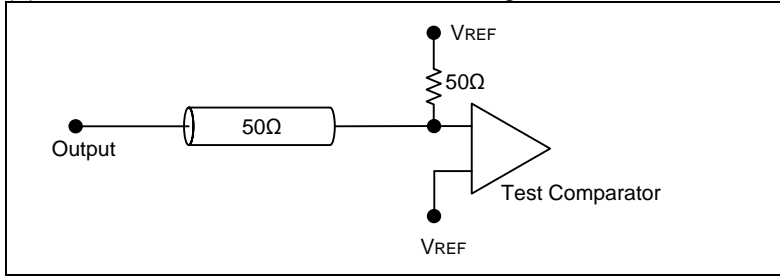 VREF
50Ω
50Ω
Output
Test Comparator
VREF